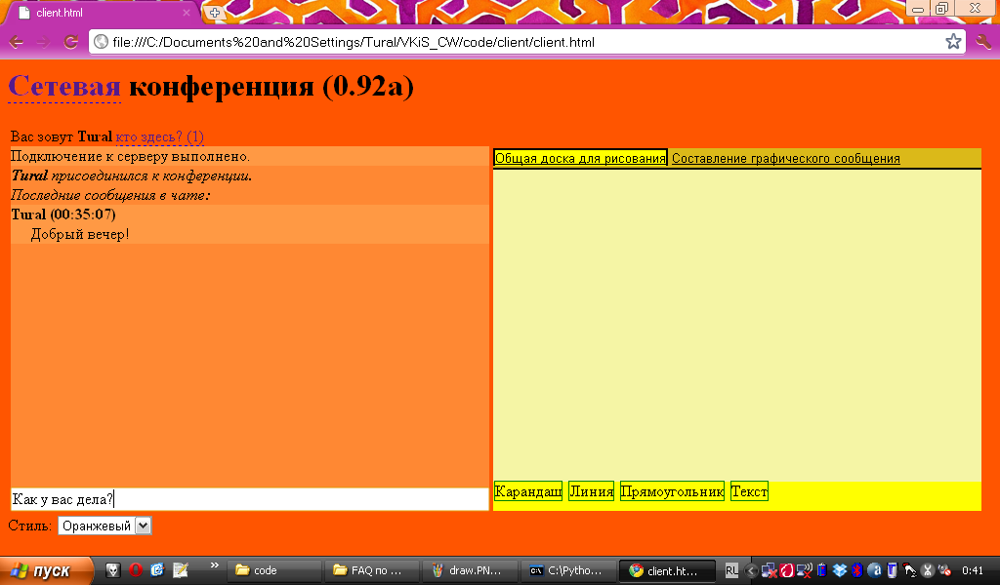 client.html
file:///C:/Documents%20and%20Settings/Tural/VKiS_CW/code/client/client.html
Сетевая конференция (0.92a)
Вас зовут Tural кто здесь? (1)
Подключение к серверу выполнено.
Tural присоединился к конференции.
Последние сообщения в чате:
Tural (00:35:07)
Добрый вечер!
Как у вас дела?
Общая доска для рисования Составление графического сообщения
Карандаш Линия Прямоугольник Текст
Стиль: Оранжевый
пуск » code FAQ по ... draw.PN... C:\Pytho... client.ht... RL 0:41